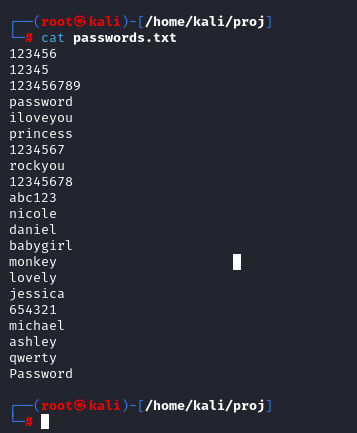 ┌──(root㉿kali)-[/home/kali/proj]
└─# cat passwords.txt
123456
12345
123456789
password
iloveyou
princess
1234567
rockyou
12345678
abc123
nicole
daniel
babygirl
monkey
lovely
jessica
654321
michael
ashley
qwerty
Password
┌──(root㉿kali)-[/home/kali/proj]
└─#